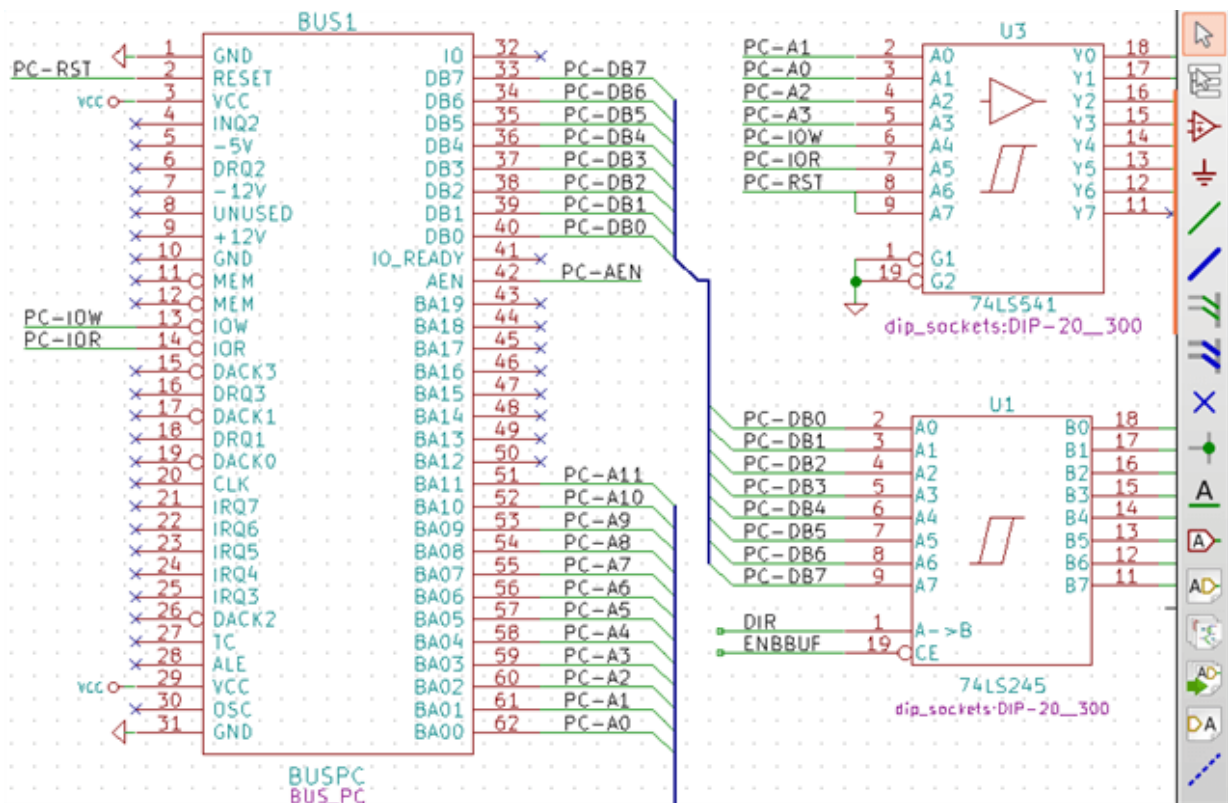 BUS1
1 GND
PC-RST 2 RESET
VCC 3 VCC
4 INQ2
5 -5V
6 DRQ2
7 -12V
8 UNUSED
9 +12V
10 GND
11 MEM
12 MEM
PC-IOW 13 IOW
PC-IOR 14 IOR
15 DACK3
16 DRQ3
17 DACK1
18 DRQ1
19 DACK0
20 CLK
21 IRQ7
22 IRQ6
23 IRQ5
24 IRQ4
25 IRQ3
26 DACK2
27 TC
28 ALE
VCC 29 VCC
30 OSC
31 GND
IO 32
DB7 33 PC-DB7
DB6 34 PC-DB6
DB5 35 PC-DB5
DB4 36 PC-DB4
DB3 37 PC-DB3
DB2 38 PC-DB2
DB1 39 PC-DB1
DB0 40 PC-DB0
IO_READY 41
AEN 42 PC-AEN
BA19 43
BA18 44
BA17 45
BA16 46
BA15 47
BA14 48
BA13 49
BA12 50
BA11 51 PC-A11
BA10 52 PC-A10
BA09 53 PC-A9
BA08 54 PC-A8
BA07 55 PC-A7
BA06 56 PC-A6
BA05 57 PC-A5
BA04 58 PC-A4
BA03 59 PC-A3
BA02 60 PC-A2
BA01 61 PC-A1
BA00 62 PC-A0
BUSPC
BUS_PC
U3
PC-A1 2 A0 Y0 18
PC-A0 3 A1 Y1 17
PC-A2 4 A2 Y2 16
PC-A3 5 A3 Y3 15
PC-IOW 6 A4 Y4 14
PC-IOR 7 A5 Y5 13
PC-RST 8 A6 Y6 12
9 A7 Y7 11
1 G1
19 G2
74LS541
dip_sockets:DIP-20__300
U1
PC-DB0 2 A0 B0 18
PC-DB1 3 A1 B1 17
PC-DB2 4 A2 B2 16
PC-DB3 5 A3 B3 15
PC-DB4 6 A4 B4 14
PC-DB5 7 A5 B5 13
PC-DB6 8 A6 B6 12
PC-DB7 9 A7 B7 11
DIR 1 A->B
ENBBUF 19 CE
74LS245
dip_sockets:DIP-20__300
A
A
AD
DA